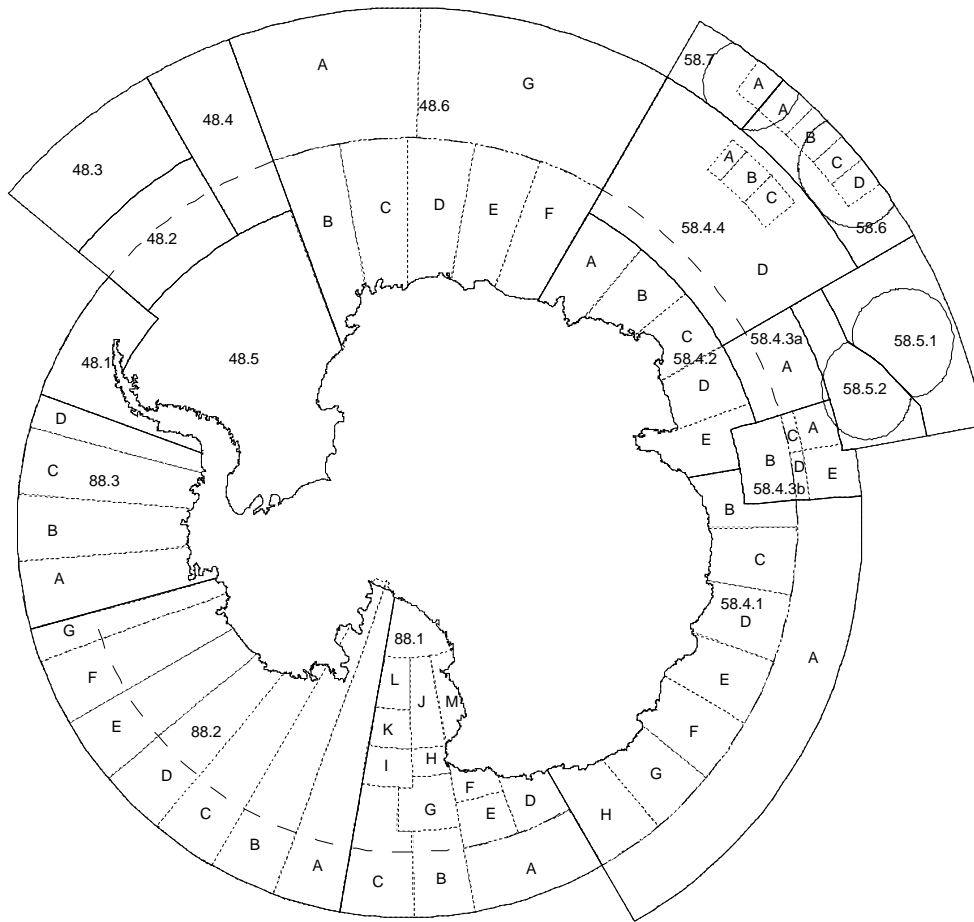 A
G
48.6
48.4
48.3
48.2
B
C
D
E
F
58.7
A
A
B
C
D
58.6
A
B
C
58.4.4
D
A
B
C
58.4.2
D
E
58.4.3a
A
58.5.1
58.5.2
48.1
48.5
C
A
B
D
E
58.4.3b
D
C
88.3
B
A
B
C
58.4.1
D
A
E
F
G
H
G
F
E
88.2
D
C
B
A
88.1
L
J
M
K
I
H
G
F
E
D
C
B
A